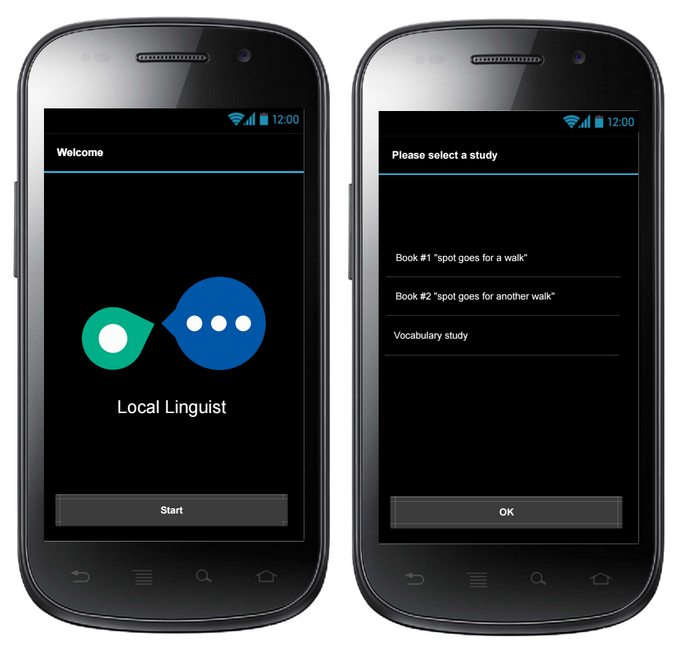 12:00
Welcome
Local Linguist
Start
12:00
Please select a study
Book #1 "spot goes for a walk"
Book #2 "spot goes for another walk"
Vocabulary study
OK